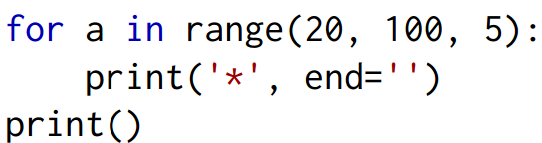 for a in range(20, 100, 5):
    print('*', end='')
print()